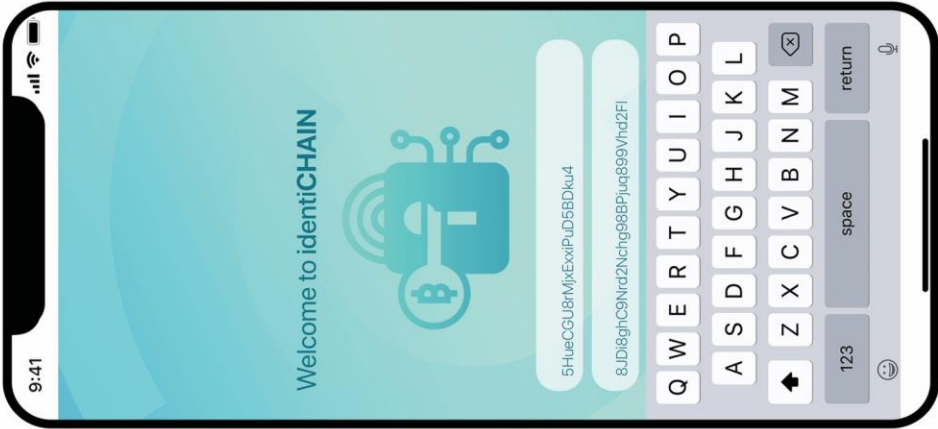 9:41
Welcome to identiCHAIN
5HueCGU8rMjxExxiPuD5BDku4
8JDi8ghC9Nrd2Nchg98BPjuq899Vhd2FI
Q W E R T Y U I O P
A S D F G H J K L
Z X C V B N M
123 space return